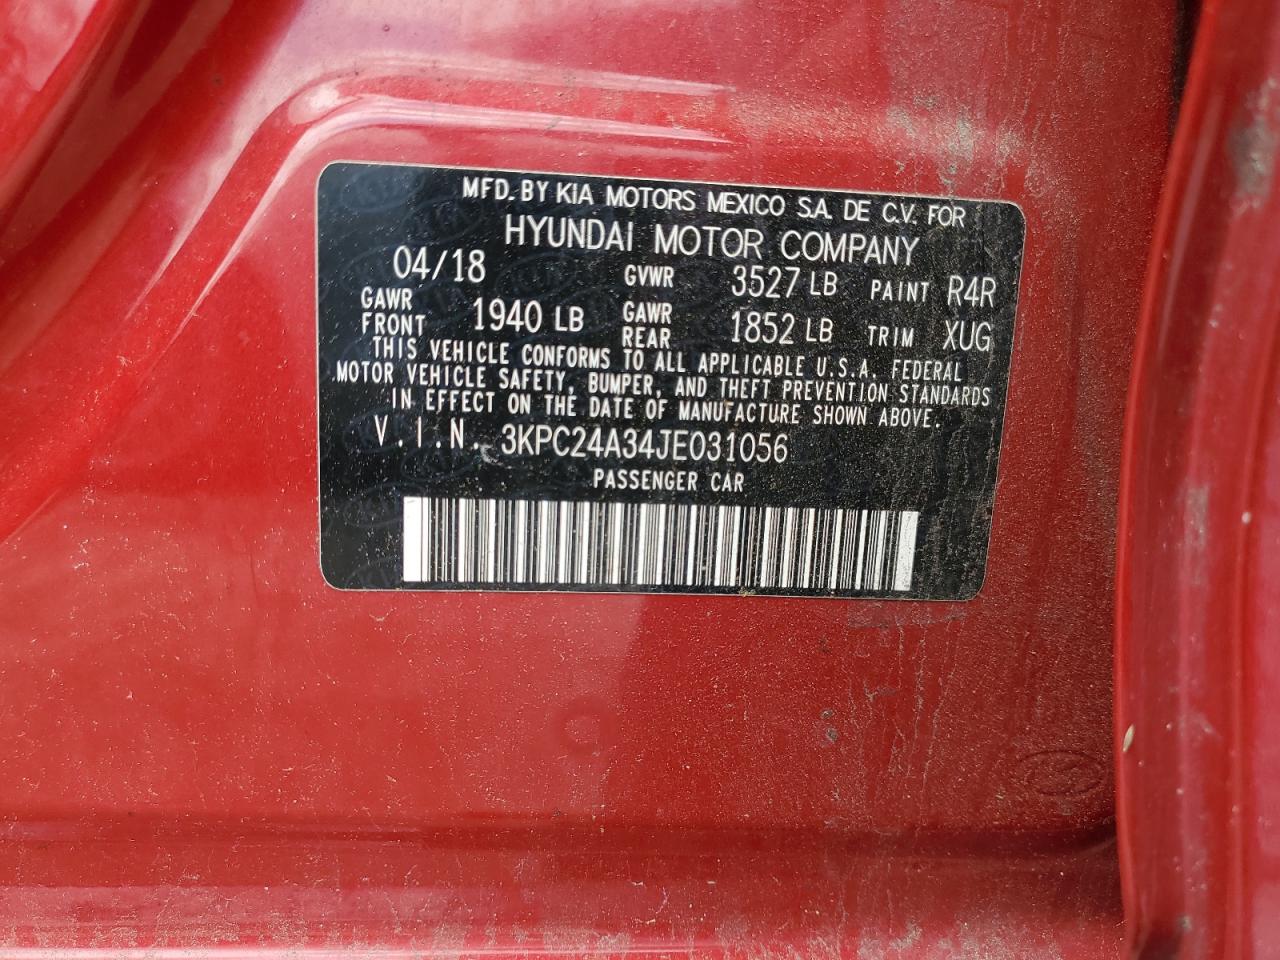 MFD. BY KIA MOTORS MEXICO S.A. DE C.V. FOR
HYUNDAI MOTOR COMPANY
04/18 GVWR 3527 LB PAINT R4R
GAWR FRONT 1940 LB GAWR REAR 1852 LB TRIM XUG
THIS VEHICLE CONFORMS TO ALL APPLICABLE U.S.A. FEDERAL
MOTOR VEHICLE SAFETY, BUMPER, AND THEFT PREVENTION STANDARDS
IN EFFECT ON THE DATE OF MANUFACTURE SHOWN ABOVE.
V.I.N. 3KPC24A34JE031056
PASSENGER CAR